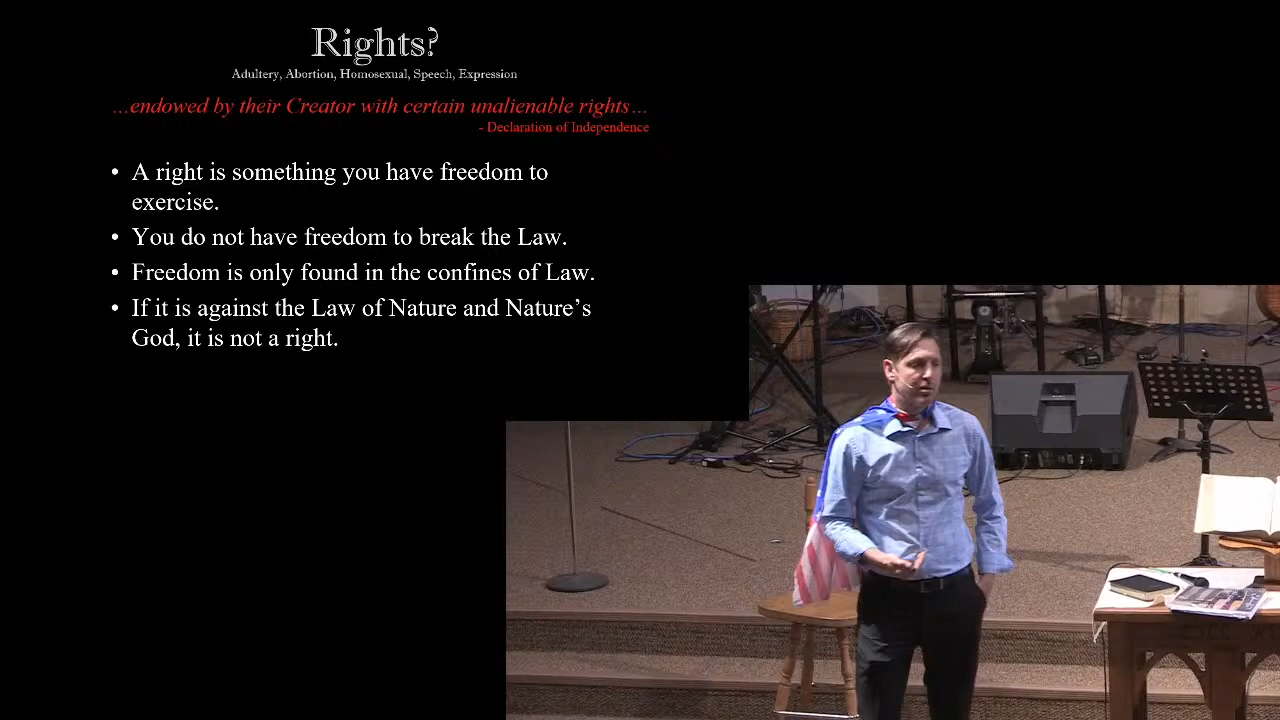 Rights?
Adultery, Abortion, Homosexual, Speech, Expression
…endowed by their Creator with certain unalienable rights…
- Declaration of Independence
• A right is something you have freedom to
exercise.
• You do not have freedom to break the Law.
• Freedom is only found in the confines of Law.
• If it is against the Law of Nature and Nature’s
God, it is not a right.